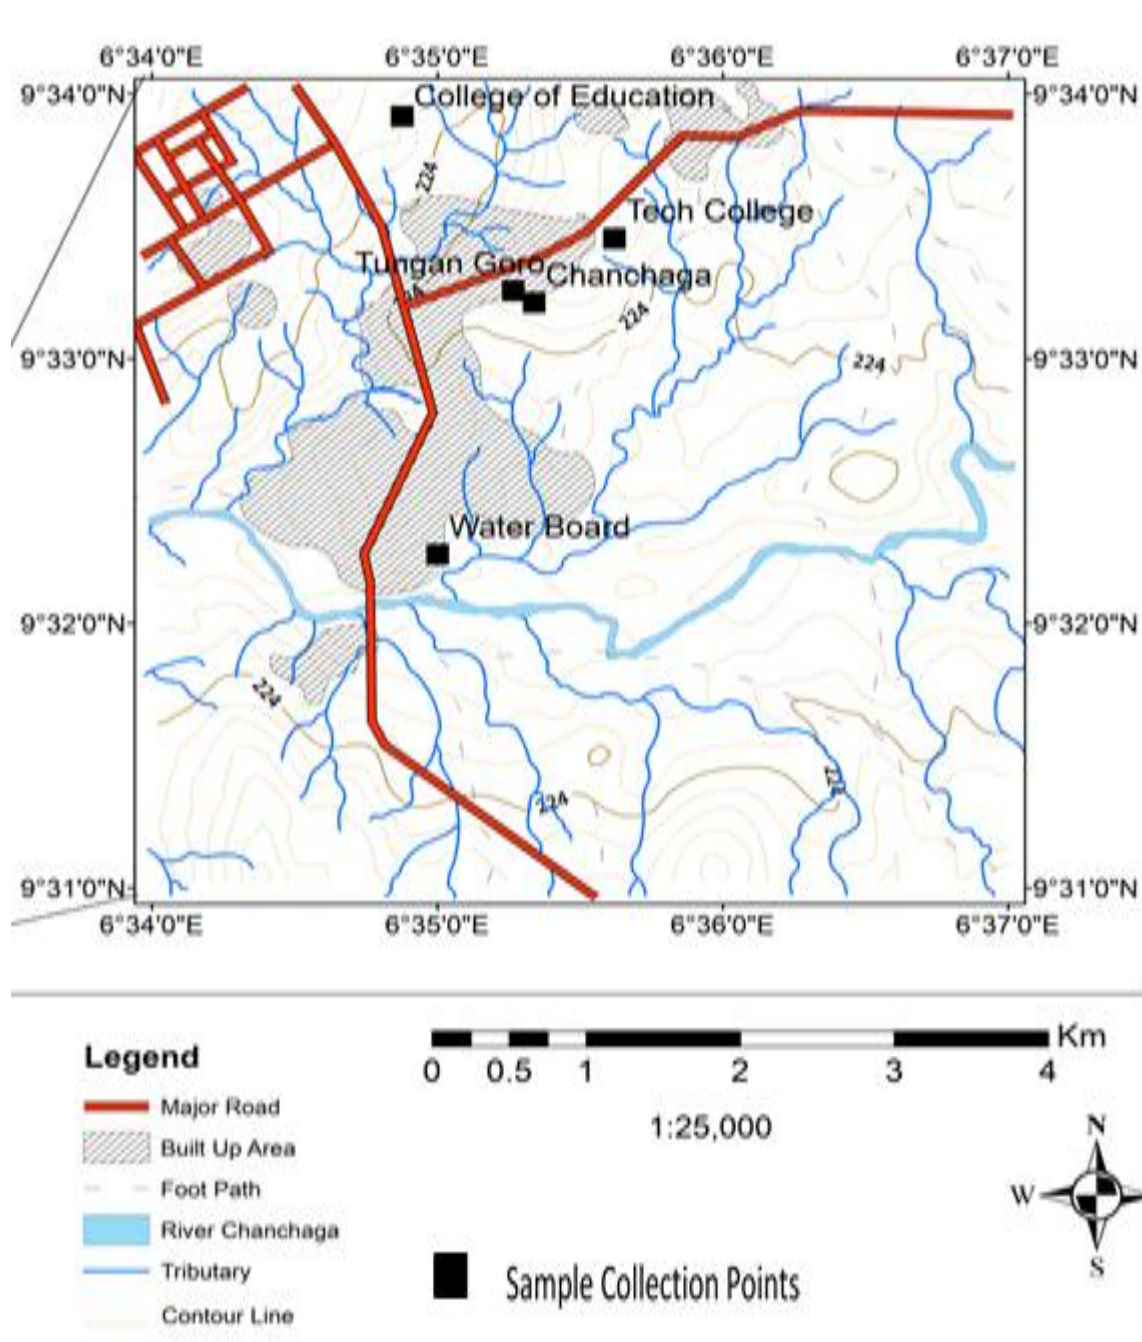 6°34'0"E 6°35'0"E 6°36'0"E 6°37'0"E
9°34'0"N 9°34'0"N
College of Education
224
Tech College
Tungan Goro
Chanchaga
224
9°33'0"N 9°33'0"N
224
Water Board
9°32'0"N 9°32'0"N
224
224
9°31'0"N 9°31'0"N
6°34'0"E 6°35'0"E 6°36'0"E 6°37'0"E
Legend
Major Road
Built Up Area
Foot Path
River Chanchaga
Tributary
Contour Line
Km
0 0.5 1 2 3 4
1:25,000
N
W
S
Sample Collection Points